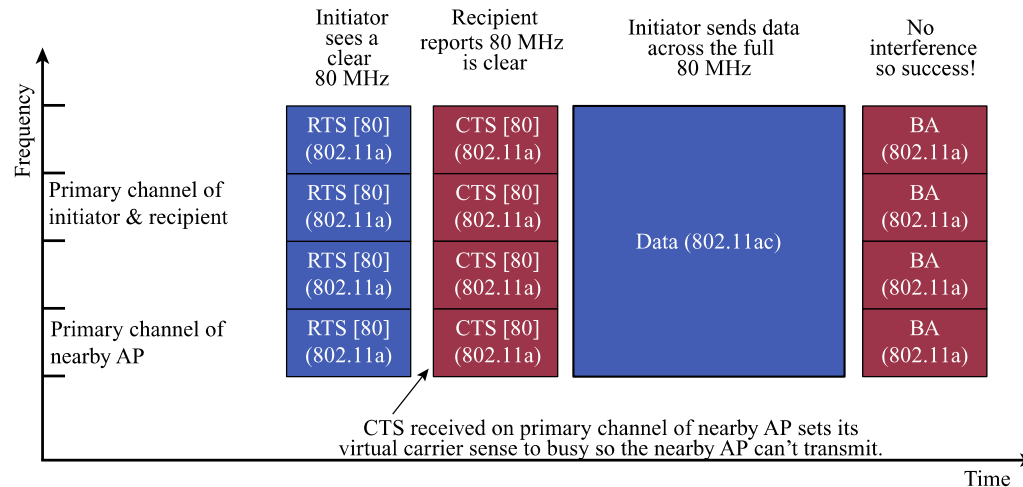 Initiator
sees a
clear
80 MHz
Recipient
reports 80 MHz
is clear
Initiator sends data
across the full
80 MHz
No
interference
so success!
Frequency
RTS [80]
(802.11a)
CTS [80]
(802.11a)
BA
(802.11a)
Primary channel of
initiator & recipient
RTS [80]
(802.11a)
CTS [80]
(802.11a)
Data (802.11ac)
BA
(802.11a)
RTS [80]
(802.11a)
CTS [80]
(802.11a)
BA
(802.11a)
Primary channel of
nearby AP
RTS [80]
(802.11a)
CTS [80]
(802.11a)
BA
(802.11a)
CTS received on primary channel of nearby AP sets its
virtual carrier sense to busy so the nearby AP can’t transmit.
Time